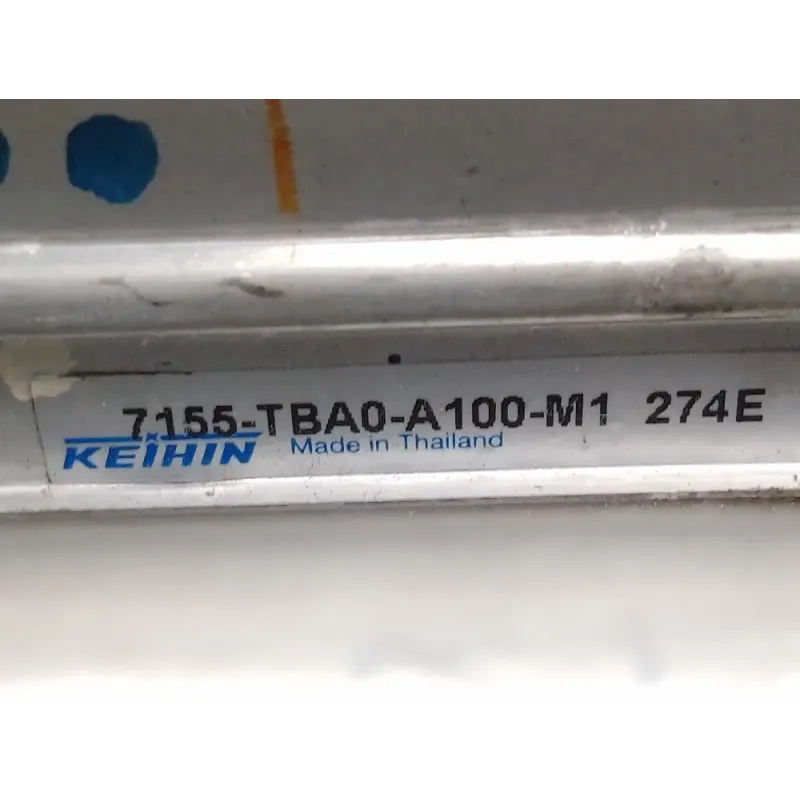 7155-TBA0-A100-M1 274E
KEIHIN Made in Thailand